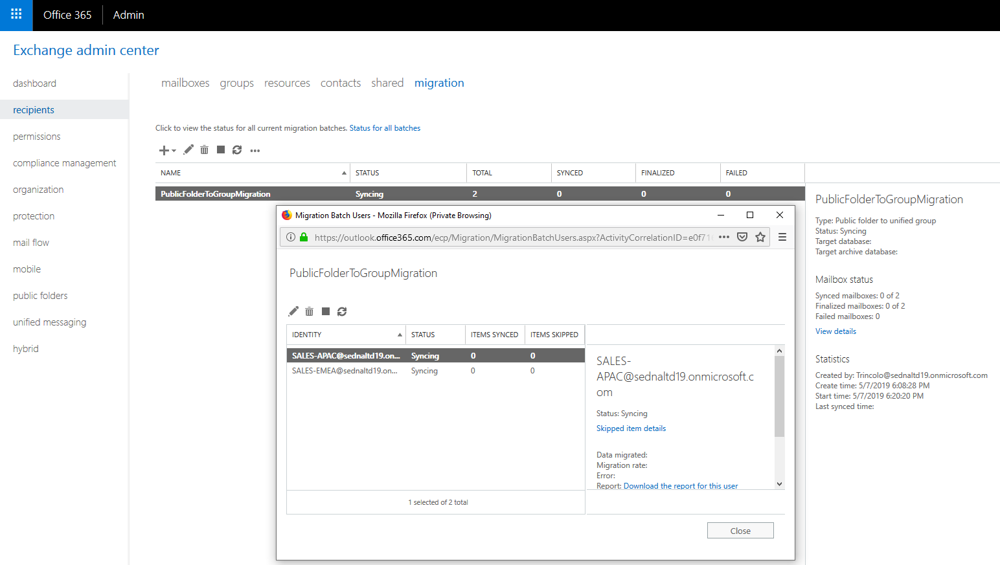 Office 365
Admin
Exchange admin center
dashboard
recipients
permissions
compliance management
organization
protection
mail flow
mobile
public folders
unified messaging
hybrid
mailboxes groups resources contacts shared migration
Click to view the status for all current migration batches. Status for all batches
NAME STATUS TOTAL SYNCED FINALIZED FAILED
PublicFolderToGroupMigration Syncing 2 0 0 0
PublicFolderToGroupMigration
Type: Public folder to unified group
Status: Syncing
Target database:
Target archive database:
Mailbox status
Synced mailboxes: 0 of 2
Finalized mailboxes: 0 of 2
Failed mailboxes: 0
View details
Statistics
Created by: Trincolo@sednaltd19.onmicrosoft.com
Create time: 5/7/2019 6:08:28 PM
Start time: 5/7/2019 6:20:20 PM
Last synced time:
Migration Batch Users - Mozilla Firefox (Private Browsing)
https://outlook.office365.com/ecp/Migration/MigrationBatchUsers.aspx?ActivityCorrelationID=e0f71
PublicFolderToGroupMigration
IDENTITY STATUS ITEMS SYNCED ITEMS SKIPPED
SALES-APAC@sednaltd19.on... Syncing 0 0
SALES-EMEA@sednaltd19.on... Syncing 0 0
1 selected of 2 total
SALES-
APAC@sednaltd19.onmicrosoft.c
om
Status: Syncing
Skipped item details
Data migrated:
Migration rate:
Error:
Report: Download the report for this user
Close